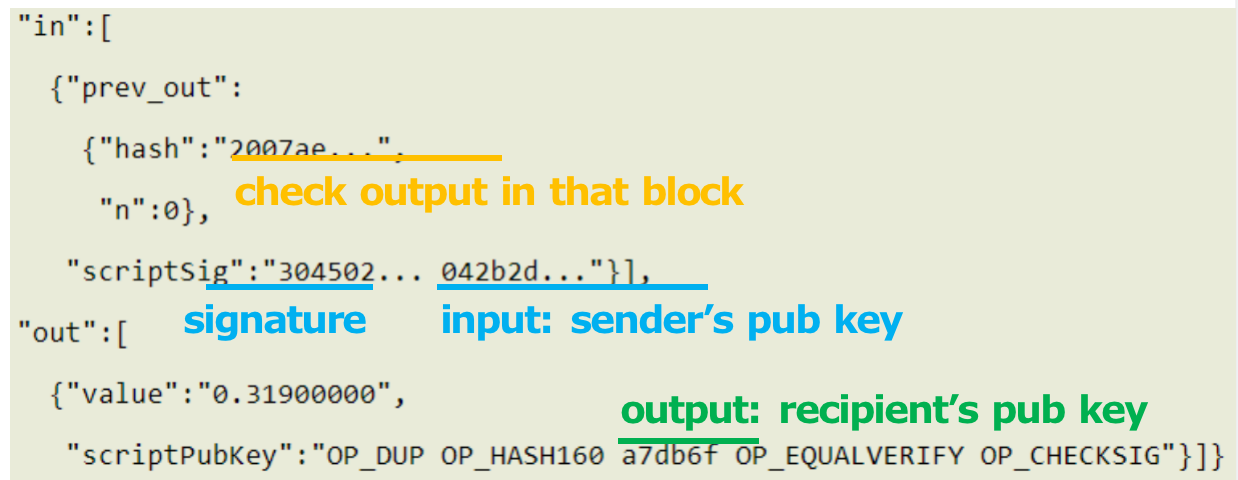 "in":[
{"prev_out":
{"hash":"2007ae...",
check output in that block
"n":0},
"scriptSig":"304502... 042b2d..."}],
signature input: sender’s pub key
"out":[
{"value":"0.31900000",
output: recipient’s pub key
"scriptPubKey":"OP_DUP OP_HASH160 a7db6f OP_EQUALVERIFY OP_CHECKSIG"}]}